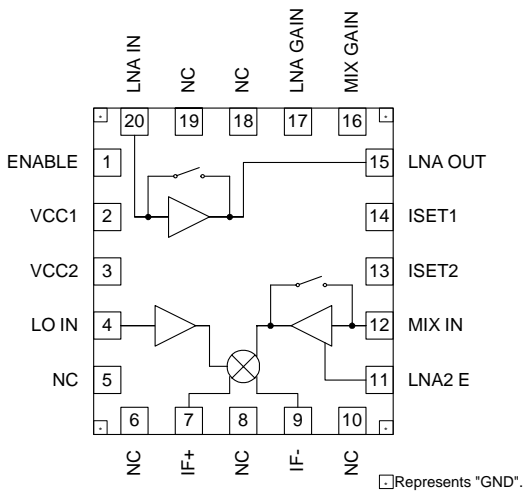 LNA IN
NC
NC
LNA GAIN
MIX GAIN
20
19
18
17
16
ENABLE
1
15
LNA OUT
VCC1
2
14
ISET1
VCC2
3
13
ISET2
LO IN
4
12
MIX IN
NC
5
11
LNA2 E
6
7
8
9
10
NC
IF+
NC
IF-
NC
Represents "GND".